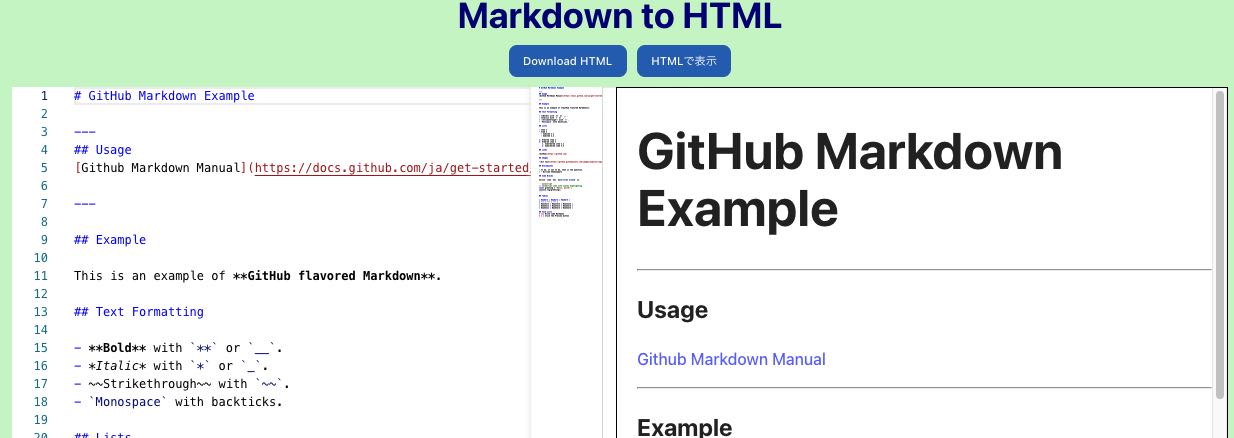 Markdown to HTML
Download HTML
HTMLで表示
1 # GitHub Markdown Example
2
3 ---
4 ## Usage
5 [Github Markdown Manual](https://docs.github.com/ja/get-started
6
7 ---
8
9 ## Example
10
11 This is an example of **GitHub flavored Markdown**.
12
13 ## Text Formatting
14
15 - **Bold** with `**` or `__`.
16 - *Italic* with `*` or `_`.
17 - ~~Strikethrough~~ with `~~`.
18 - `Monospace` with backticks.
19
20 ## Lists
GitHub Markdown
Example
Usage
Github Markdown Manual
Example